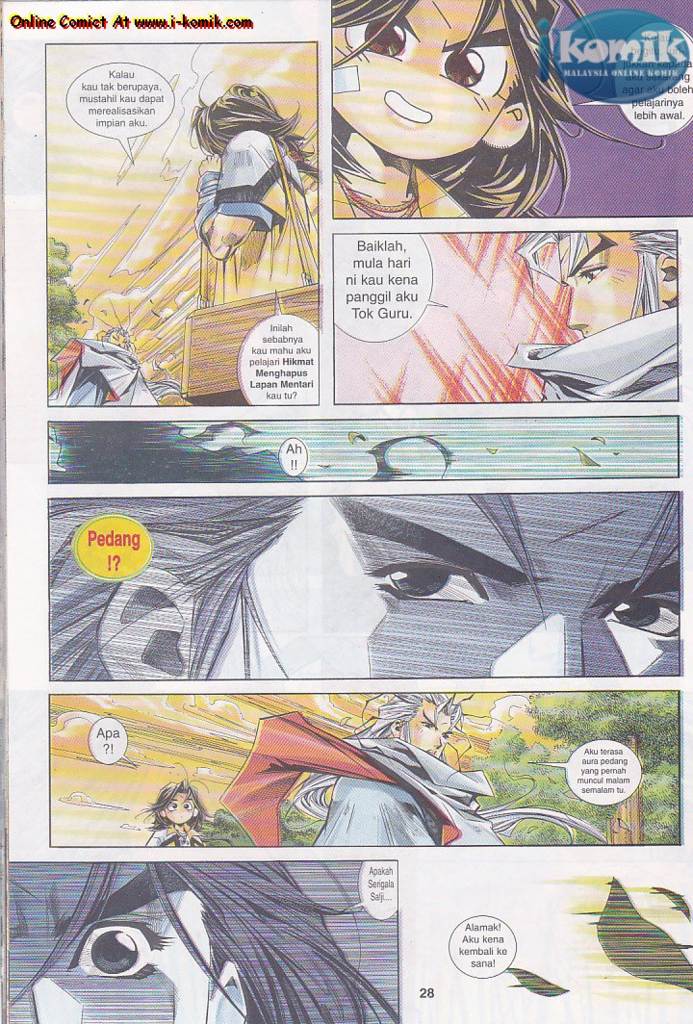 Online Comict At www.i-komik.com
ikomik
MALAYSIA ONLINE KOMIK
Kalau
kau tak berupaya,
mustahil kau dapat
merealisasikan
impian aku.
agar aku boleh
pelajarinya
lebih awal.
Inilah
sebabnya
kau mahu aku
pelajari Hikmat
Menghapus
Lapan Mentari
kau tu?
Baiklah,
mula hari
ni kau kena
panggil aku
Tok Guru.
Ah
!!
Pedang
!?
Apa
?!
Aku terasa
aura pedang
yang pernah
muncul malam
semalam tu.
Apakah
Serigala
Salji....
Alamak!
Aku kena
kembali ke
sana!
28